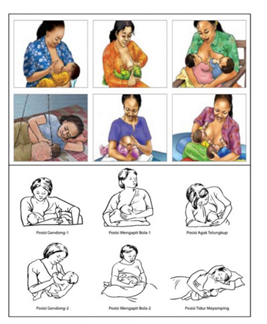 Posisi Gendong-1
Posisi Mengapit Bola-1
Posisi Agak Telungkup
Posisi Gendong-2
Posisi Mengapit Bola-2
Posisi Tidur Menyamping